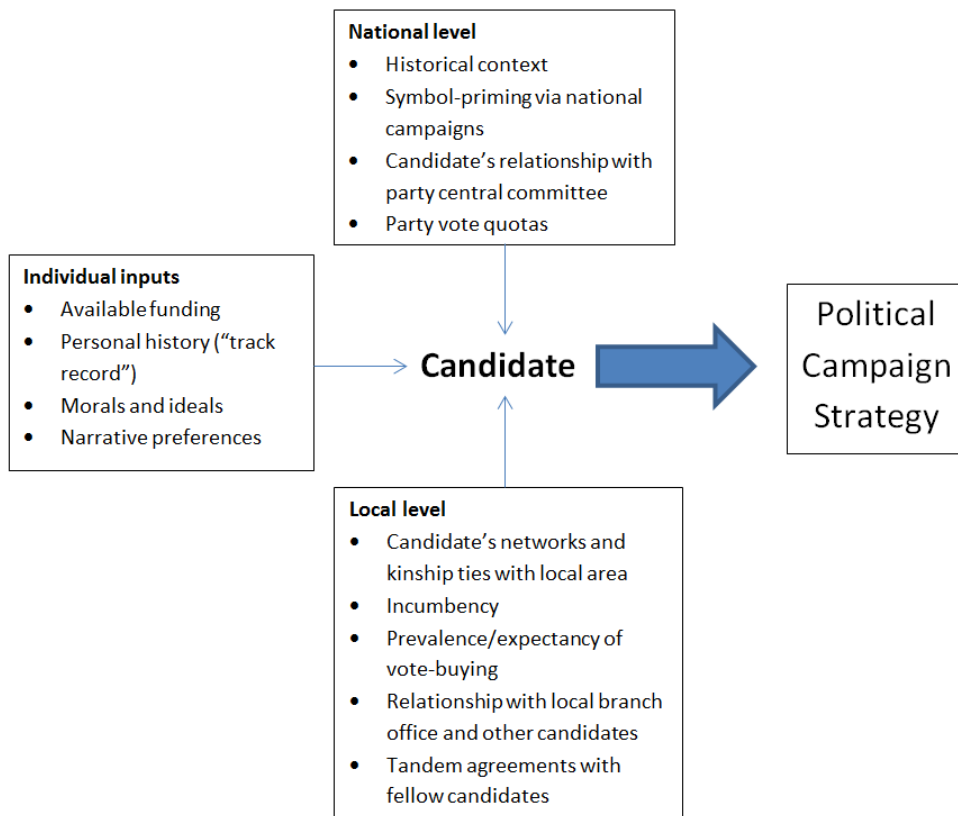 National level
• Historical context
• Symbol-priming via national
campaigns
• Candidate’s relationship with
party central committee
• Party vote quotas
Individual inputs
• Available funding
• Personal history (“track
record”)
• Morals and ideals
• Narrative preferences
Candidate
Political
Campaign
Strategy
Local level
• Candidate’s networks and
kinship ties with local area
• Incumbency
• Prevalence/expectancy of
vote-buying
• Relationship with local branch
office and other candidates
• Tandem agreements with
fellow candidates